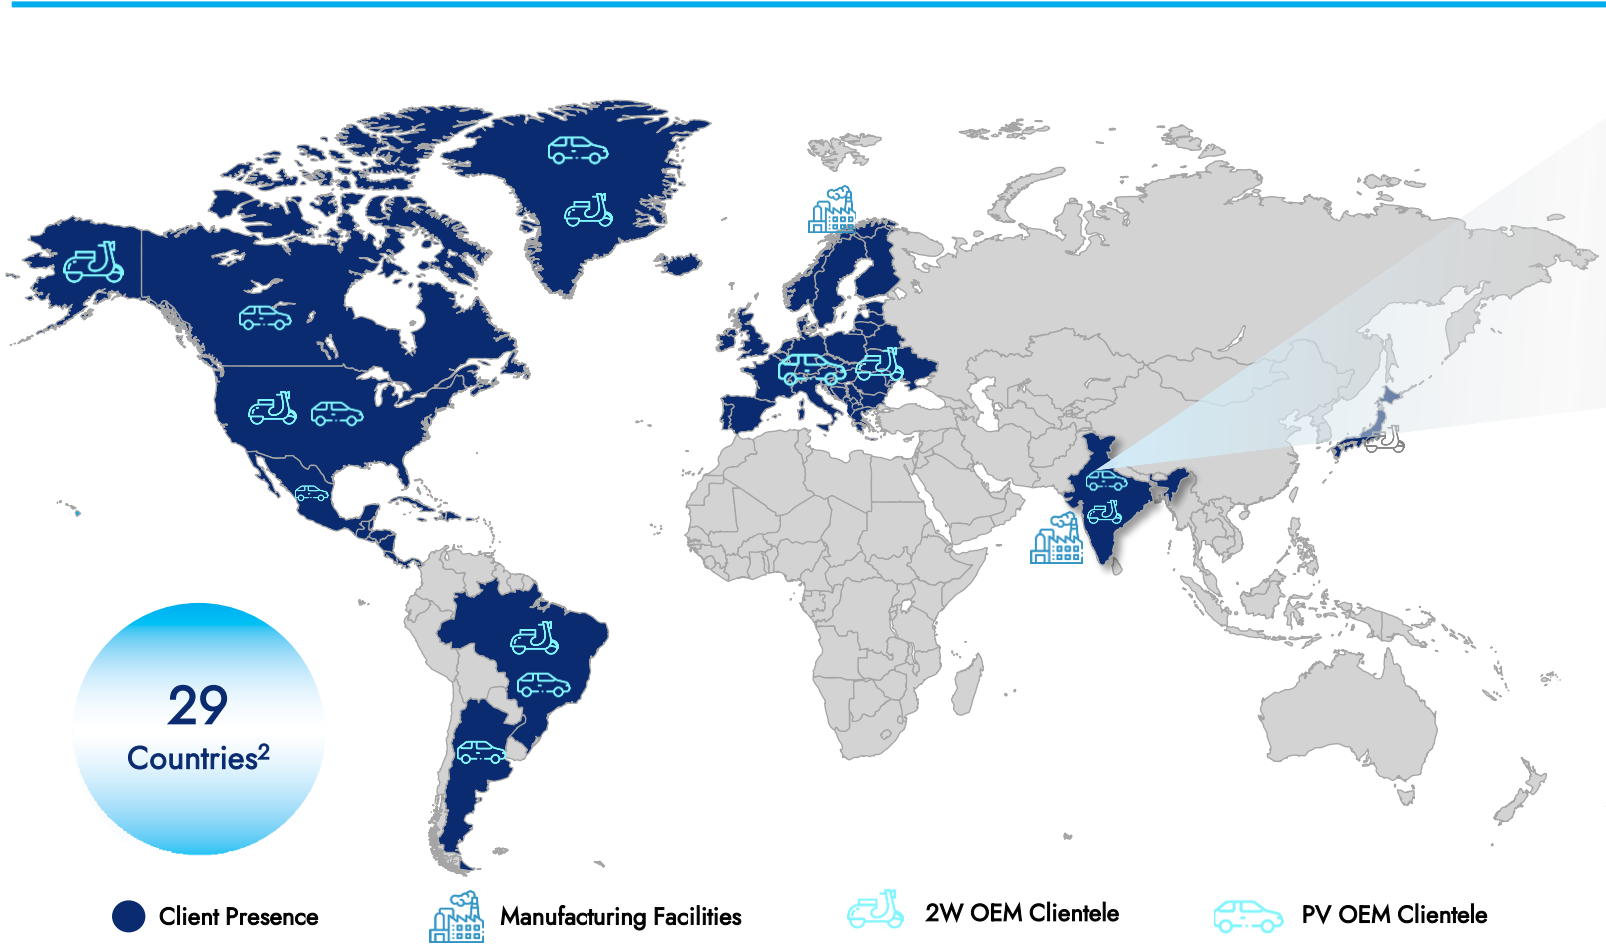 29
Countries²
Client Presence
Manufacturing Facilities
2W OEM Clientele
PV OEM Clientele